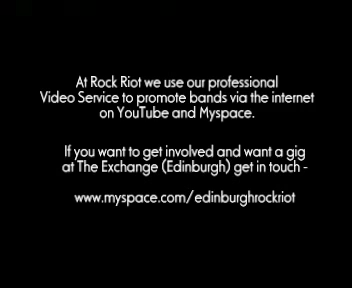 At Rock Riot we use our professional
Video Service to promote bands via the internet
on YouTube and Myspace.
If you want to get involved and want a gig
at The Exchange (Edinburgh) get in touch -
www.myspace.com/edinburghrockriot